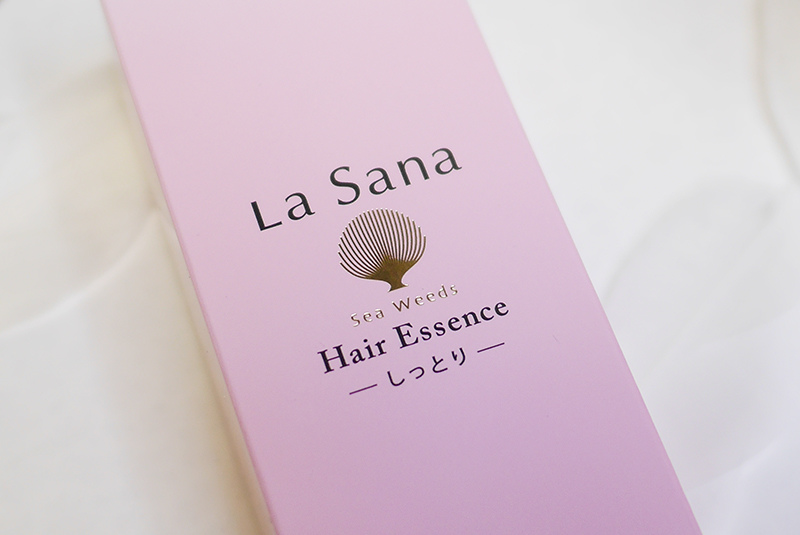 La Sana
Sea Weeds
Hair Essence
— しっとり —